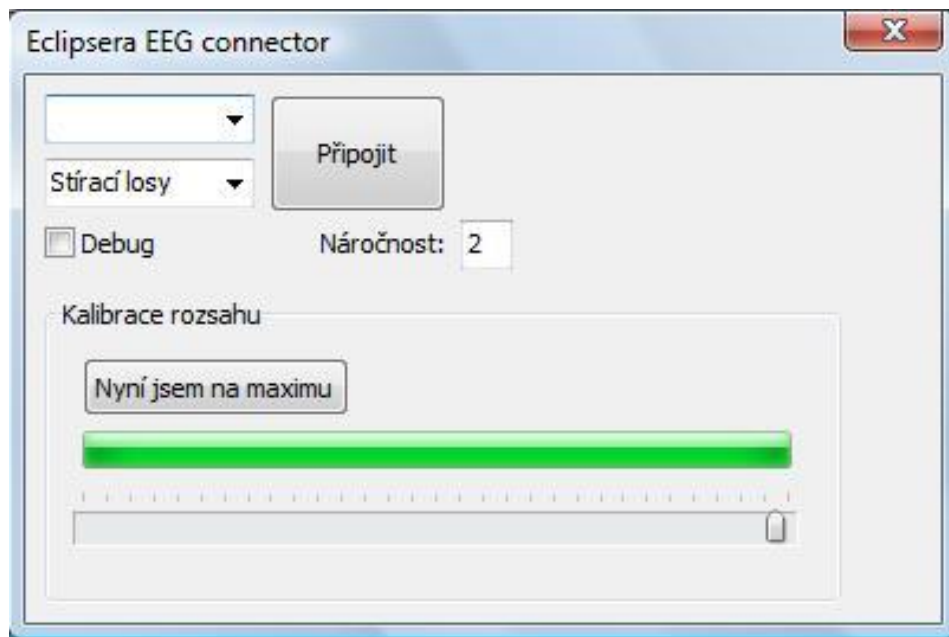 Eclipsera EEG connector
Připojit
Stírací losy
Debug
Náročnost: 2
Kalibrace rozsahu
Nyní jsem na maximu